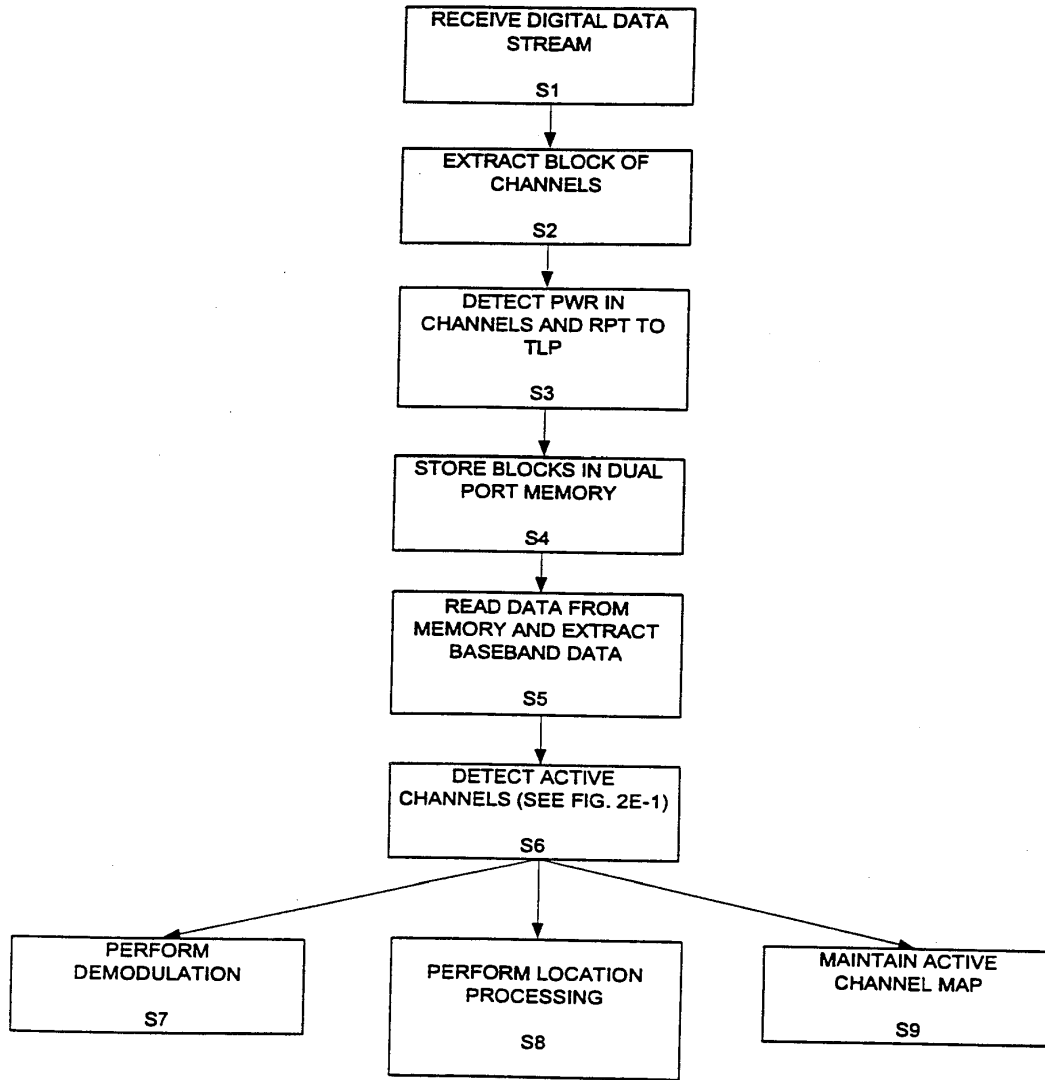 RECEIVE DIGITAL DATA
STREAM
S1
EXTRACT BLOCK OF
CHANNELS
S2
DETECT PWR IN
CHANNELS AND RPT TO
TLP
S3
STORE BLOCKS IN DUAL
PORT MEMORY
S4
READ DATA FROM
MEMORY AND EXTRACT
BASEBAND DATA
S5
DETECT ACTIVE
CHANNELS (SEE FIG. 2E-1)
S6
PERFORM
DEMODULATION
S7
PERFORM LOCATION
PROCESSING
S8
MAINTAIN ACTIVE
CHANNEL MAP
S9